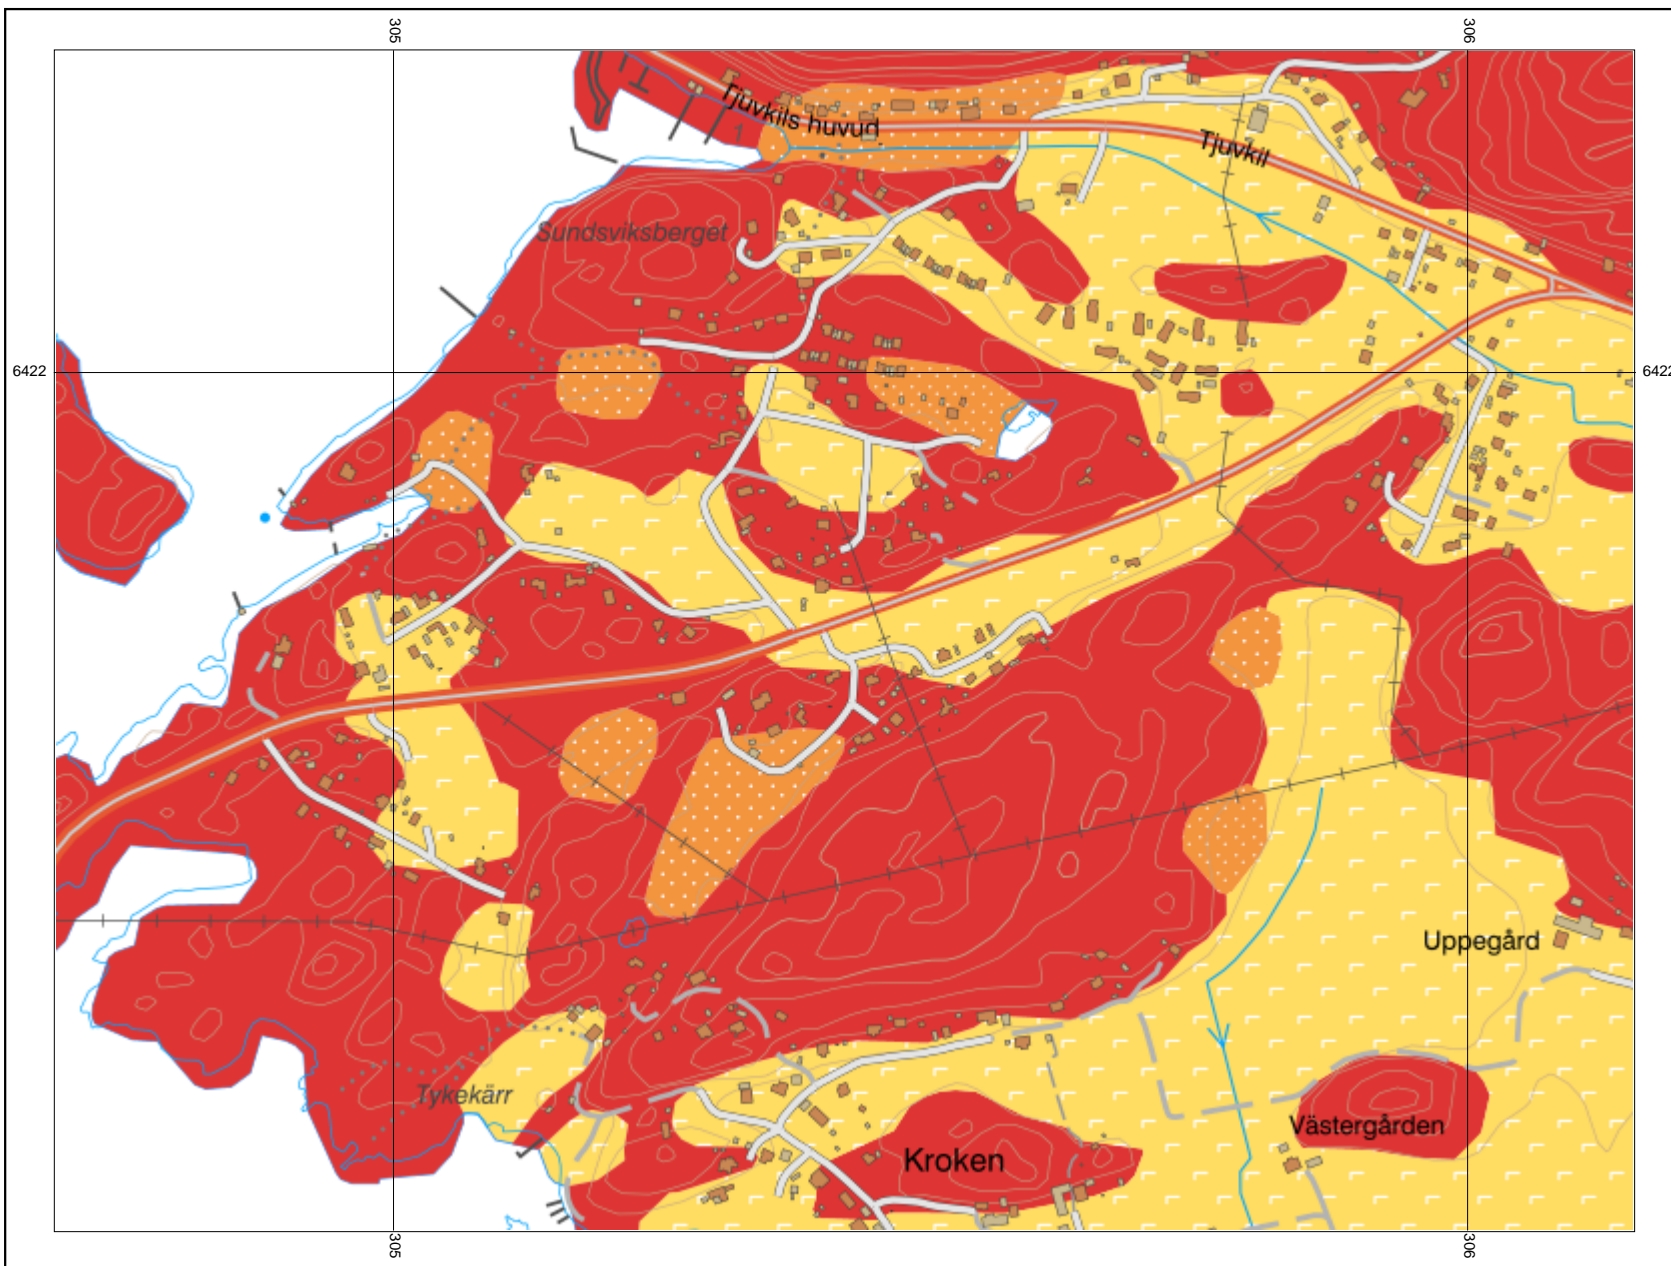 305
306
Tjuvkils huvud
Tjuvkil
Sundsviksberget
6422
6422
Uppegård
Tykekärr
Västergården
Kroken
305
306